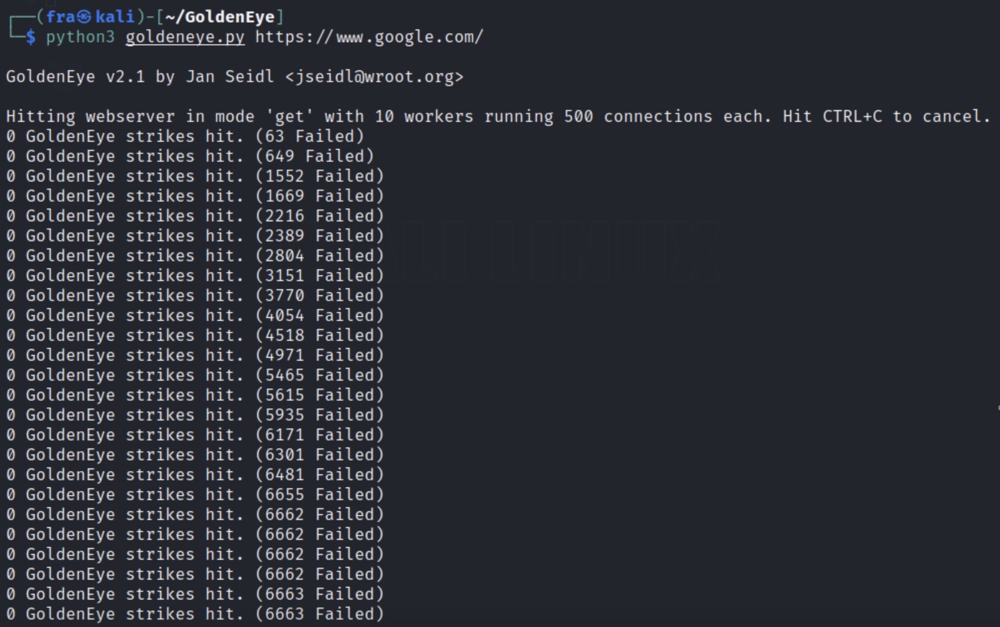 ┌──(fra㉿kali)-[~/GoldenEye]
└─$ python3 goldeneye.py https://www.google.com/
GoldenEye v2.1 by Jan Seidl <jseidl@wroot.org>
Hitting webserver in mode 'get' with 10 workers running 500 connections each. Hit CTRL+C to cancel.
0 GoldenEye strikes hit. (63 Failed)
0 GoldenEye strikes hit. (649 Failed)
0 GoldenEye strikes hit. (1552 Failed)
0 GoldenEye strikes hit. (1669 Failed)
0 GoldenEye strikes hit. (2216 Failed)
0 GoldenEye strikes hit. (2389 Failed)
0 GoldenEye strikes hit. (2804 Failed)
0 GoldenEye strikes hit. (3151 Failed)
0 GoldenEye strikes hit. (3770 Failed)
0 GoldenEye strikes hit. (4054 Failed)
0 GoldenEye strikes hit. (4518 Failed)
0 GoldenEye strikes hit. (4971 Failed)
0 GoldenEye strikes hit. (5465 Failed)
0 GoldenEye strikes hit. (5615 Failed)
0 GoldenEye strikes hit. (5935 Failed)
0 GoldenEye strikes hit. (6171 Failed)
0 GoldenEye strikes hit. (6301 Failed)
0 GoldenEye strikes hit. (6481 Failed)
0 GoldenEye strikes hit. (6655 Failed)
0 GoldenEye strikes hit. (6662 Failed)
0 GoldenEye strikes hit. (6662 Failed)
0 GoldenEye strikes hit. (6662 Failed)
0 GoldenEye strikes hit. (6662 Failed)
0 GoldenEye strikes hit. (6663 Failed)
0 GoldenEye strikes hit. (6663 Failed)